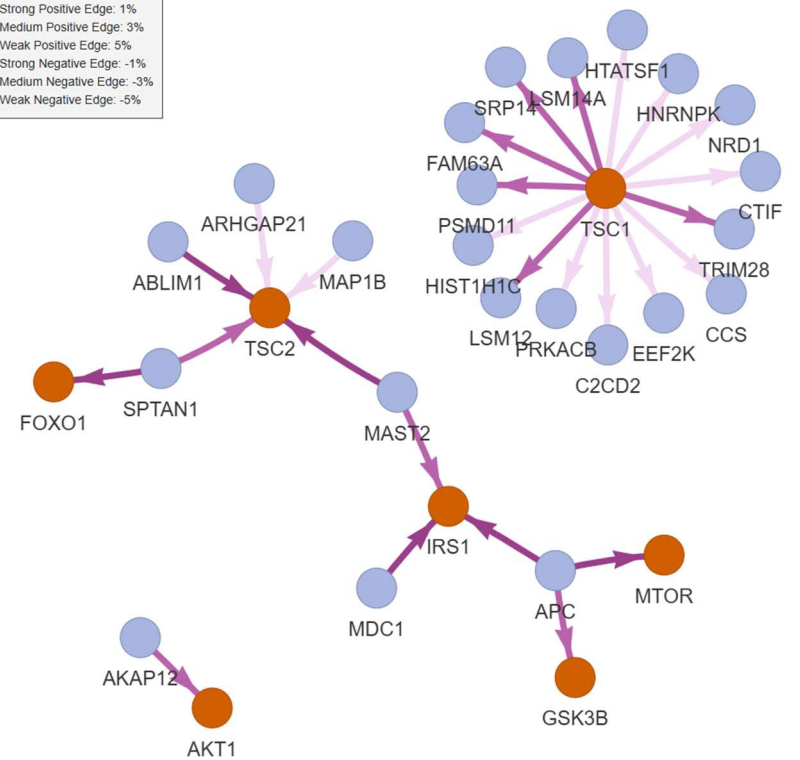 Strong Positive Edge: 1%
Medium Positive Edge: 3%
Weak Positive Edge: 5%
Strong Negative Edge: -1%
Medium Negative Edge: -3%
Weak Negative Edge: -5%
HTATSF1
LSM14A
SRP14
HNRNPK
NRD1
FAM63A
CTIF
PSMD11
TSC1
TRIM28
HIST1H1C
CCS
LSM12
PRKACB
EEF2K
C2CD2
ARHGAP21
ABLIM1
MAP1B
TSC2
SPTAN1
FOXO1
MAST2
IRS1
MTOR
APC
MDC1
AKAP12
GSK3B
AKT1